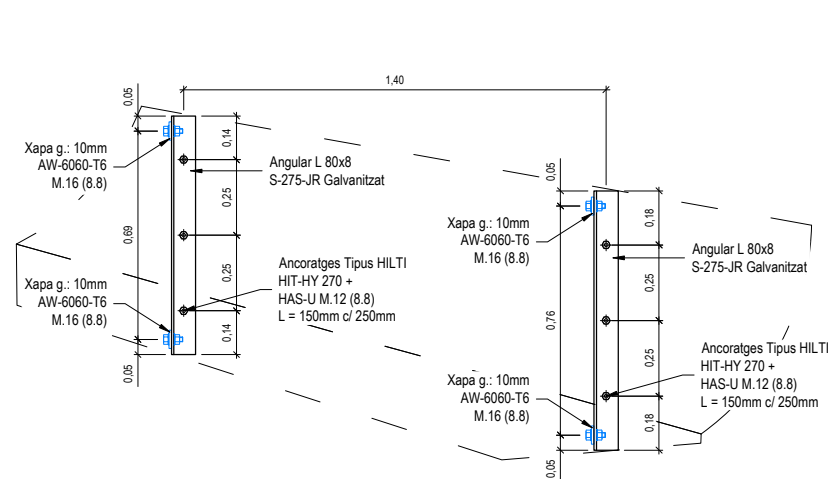 1,40
0,05
0,14
Xapa g.: 10mm
AW-6060-T6
M.16 (8.8)
Angular L 80x8
S-275-JR Galvanitzat
0,25
0,69
0,25
Ancoratges Tipus HILTI
HIT-HY 270 +
HAS-U M.12 (8.8)
L = 150mm c/ 250mm
Xapa g.: 10mm
AW-6060-T6
M.16 (8.8)
0,14
0,05
0,05
0,18
Xapa g.: 10mm
AW-6060-T6
M.16 (8.8)
Angular L 80x8
S-275-JR Galvanitzat
0,25
0,76
0,25
Ancoratges Tipus HILTI
HIT-HY 270 +
HAS-U M.12 (8.8)
L = 150mm c/ 250mm
Xapa g.: 10mm
AW-6060-T6
M.16 (8.8)
0,18
0,05